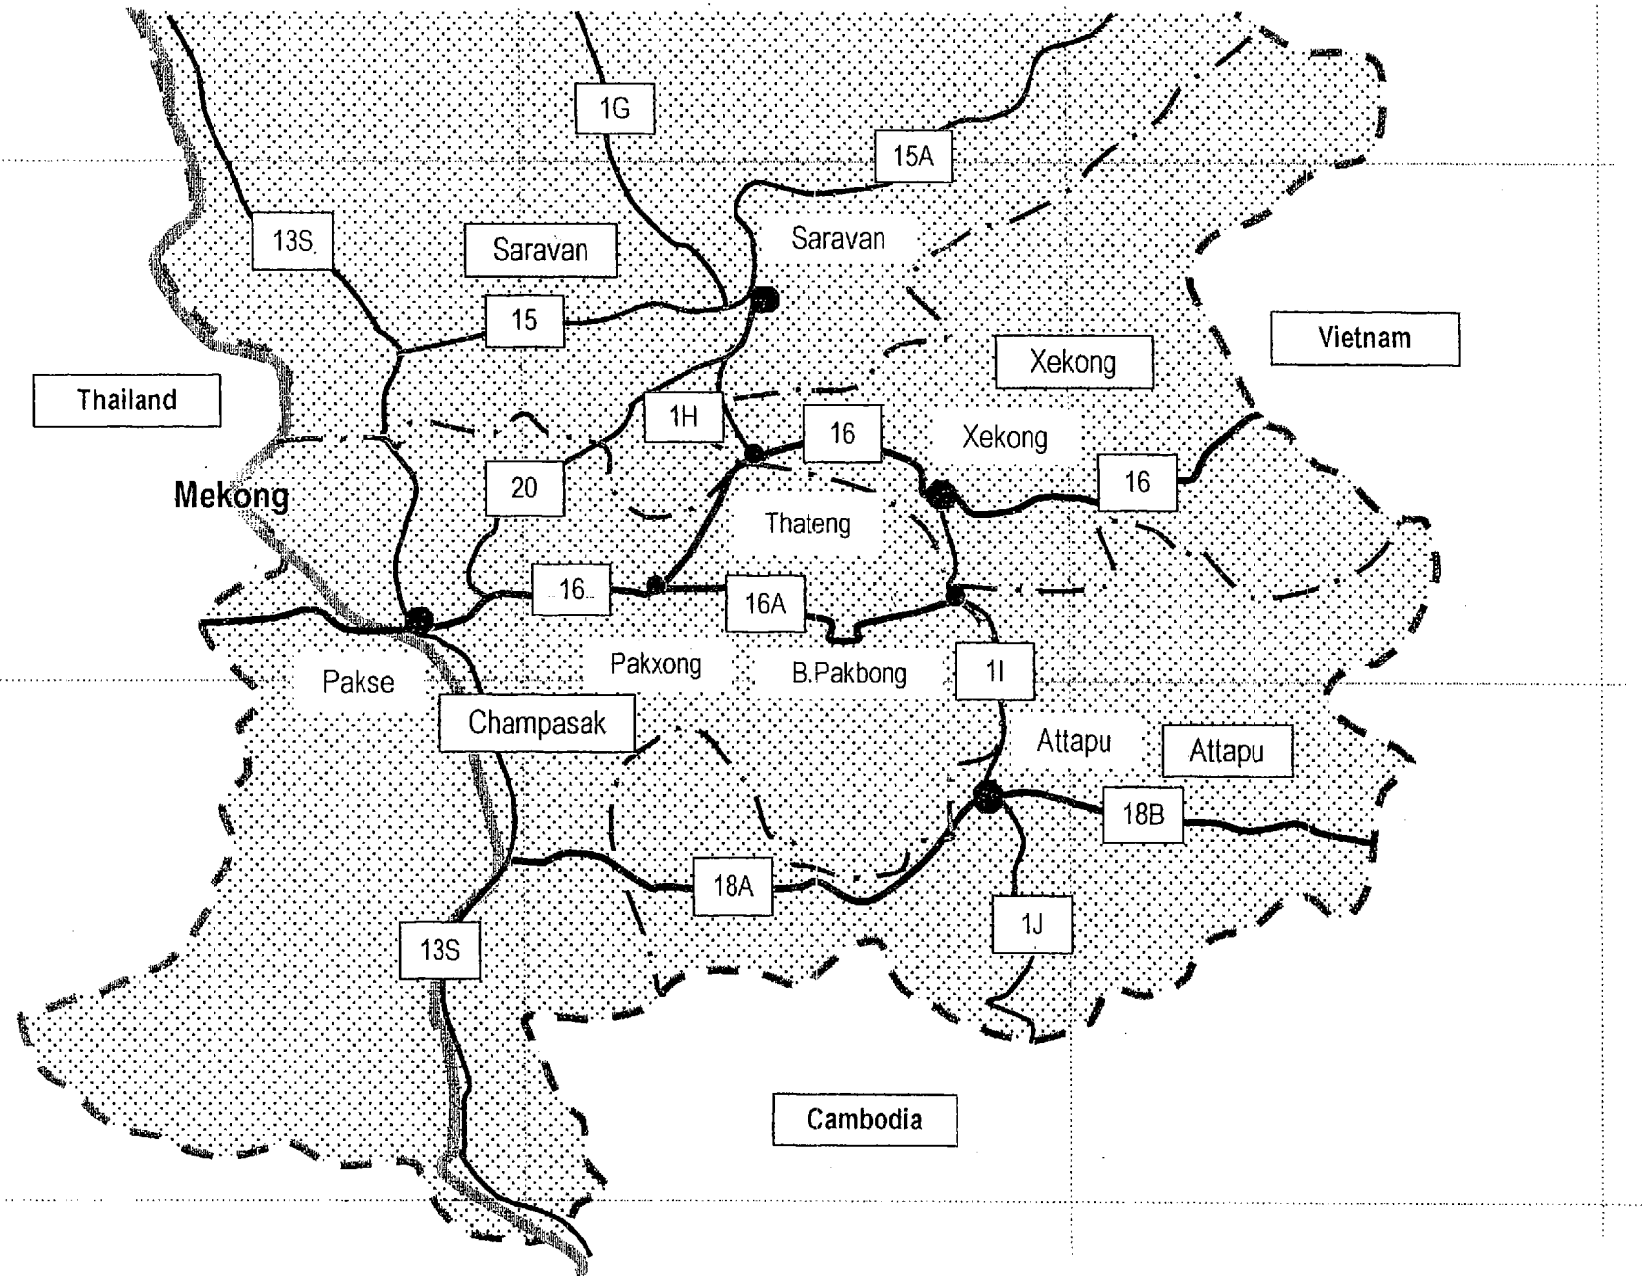 1G
15A
13S
Saravan
Saravan
15
Vietnam
Xekong
Thailand
1H
16
Xekong
16
20
Mekong
Thateng
16
16A
Pakxong
B.Pakbong
1I
Pakse
Champasak
Attapu
Attapu
18B
18A
1J
13S
Cambodia